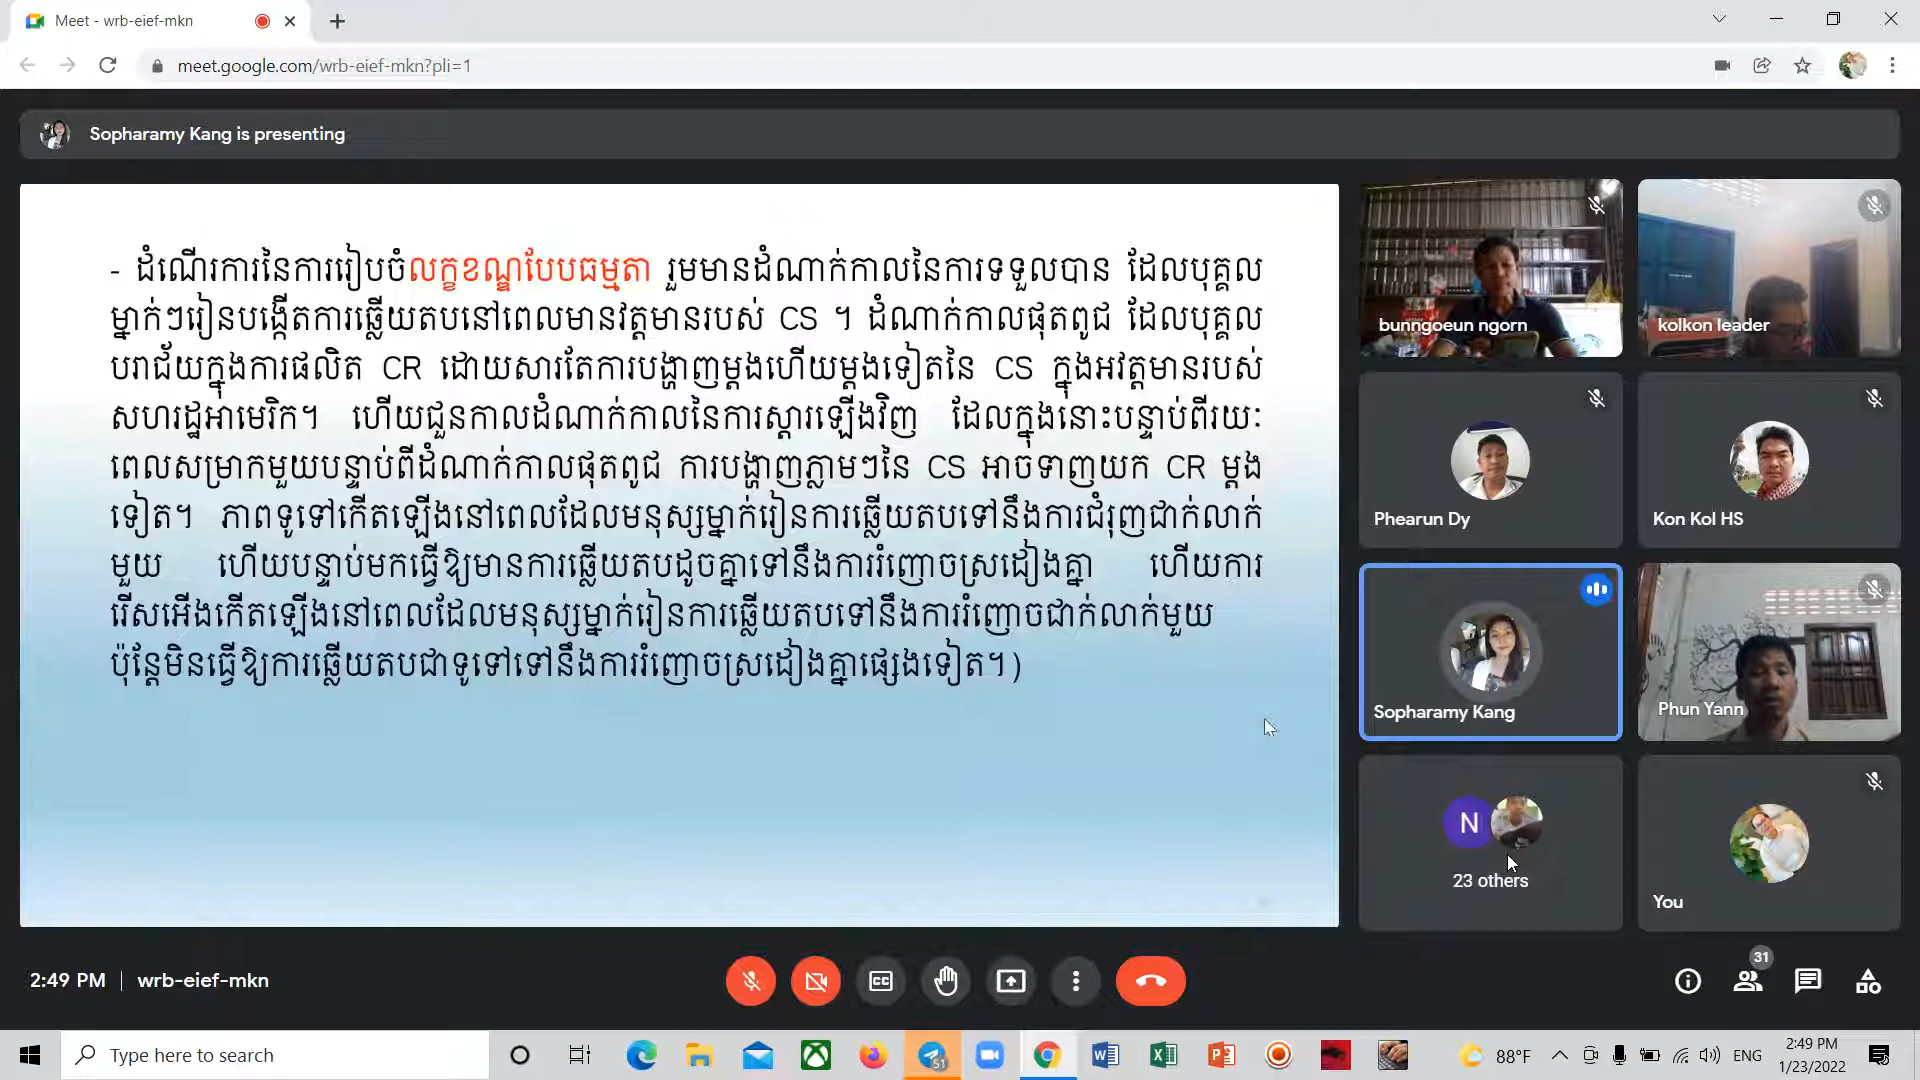 Meet - wrb-eief-mkn
meet.google.com/wrb-eief-mkn?pli=1
Sopharamy Kang is presenting
- ដំណើរការនៃការរៀបចំលក្ខខណ្ឌបែបធម្មតា រួមមានដំណាក់កាលនៃការទទួលបាន ដែលបុគ្គល
ម្នាក់ៗរៀនបង្កើតការឆ្លើយតបនៅពេលមានវត្តមានរបស់ CS ។ ដំណាក់កាលផុតពូជ ដែលបុគ្គល
បរាជ័យក្នុងការផលិត CR ដោយសារតែការបង្ហាញម្តងហើយម្តងទៀតនៃ CS ក្នុងអវត្តមានរបស់
សហរដ្ឋអាមេរិក។ ហើយជួនកាលដំណាក់កាលនៃការស្តារឡើងវិញ ដែលក្នុងនោះបន្ទាប់ពីរយៈ
ពេលសម្រាកមួយបន្ទាប់ពីដំណាក់កាលផុតពូជ ការបង្ហាញភ្លាមៗនៃ CS អាចទាញយក CR ម្តង
ទៀត។ ភាពទូទៅកើតឡើងនៅពេលដែលមនុស្សម្នាក់រៀនការឆ្លើយតបទៅនឹងការជំរុញជាក់លាក់
មួយ ហើយបន្ទាប់មកធ្វើឱ្យមានការឆ្លើយតបដូចគ្នាទៅនឹងការរំញោចស្រដៀងគ្នា ហើយការ
រើសអើងកើតឡើងនៅពេលដែលមនុស្សម្នាក់រៀនការឆ្លើយតបទៅនឹងការរំញោចជាក់លាក់មួយ
ប៉ុន្តែមិនធ្វើឱ្យការឆ្លើយតបជាទូទៅទៅនឹងការរំញោចស្រដៀងគ្នាផ្សេងទៀត។)
bunngoeun ngorn
kolkon leader
Phearun Dy
Kon Kol HS
Sopharamy Kang
Phun Yann
N
23 others
You
2:49 PM | wrb-eief-mkn
CC
31
Type here to search
51
88°F
ENG
2:49 PM
1/23/2022